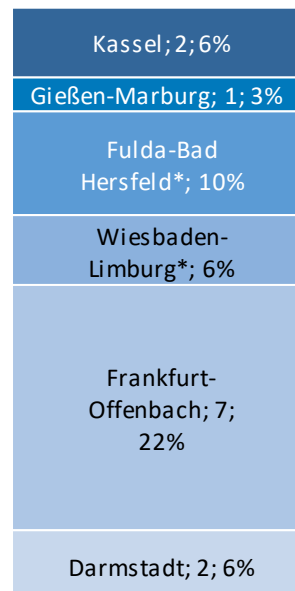 Kassel; 2; 6%
Gießen-Marburg; 1; 3%
Fulda-Bad
Hersfeld*; 10%
Wiesbaden-
Limburg*; 6%
Frankfurt-
Offenbach; 7;
22%
Darmstadt; 2; 6%